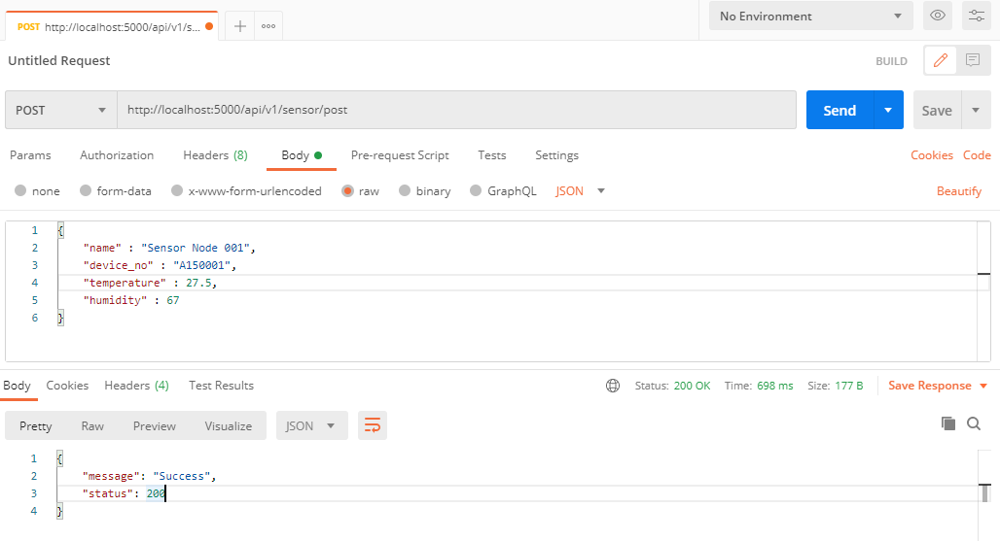 POST http://localhost:5000/api/v1/s...
No Environment
Untitled Request
BUILD
POST http://localhost:5000/api/v1/sensor/post Send Save
Params Authorization Headers (8) Body Pre-request Script Tests Settings Cookies Code
none form-data x-www-form-urlencoded raw binary GraphQL JSON Beautify
1 {
2 "name" : "Sensor Node 001",
3 "device_no" : "A150001",
4 "temperature" : 27.5,
5 "humidity" : 67
6 }
Body Cookies Headers (4) Test Results Status: 200 OK Time: 698 ms Size: 177 B Save Response
Pretty Raw Preview Visualize JSON
1 {
2 "message": "Success",
3 "status": 200
4 }